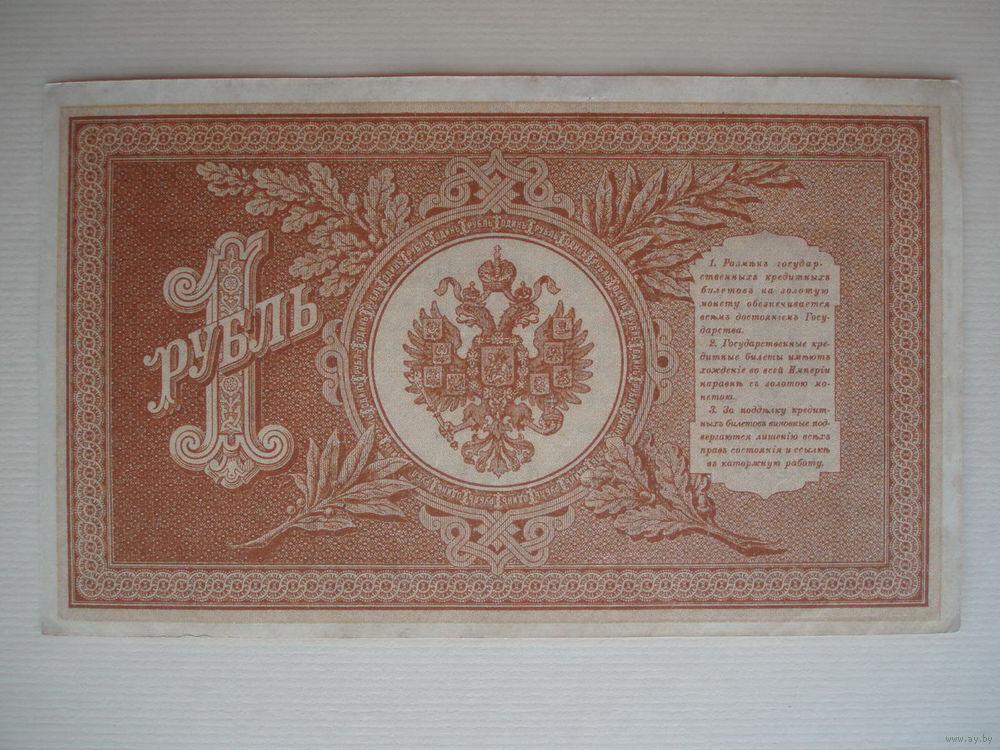 1
РУБЛЬ
1. Размѣнъ государ-
ственныхъ кредитныхъ
билетовъ на золотую
монету обезпечивается
всѣмъ достояніемъ Госу-
дарства.
2. Государственные кре-
дитные билеты имѣютъ
хожденіе во всей Имперіи
наравнѣ съ золотою мо-
нетою.
3. За поддѣлку кредит-
ныхъ билетовъ виновные под-
вергаются лишенію всѣхъ
правъ состоянія и ссылкѣ
въ каторжную работу.
www.ay.by